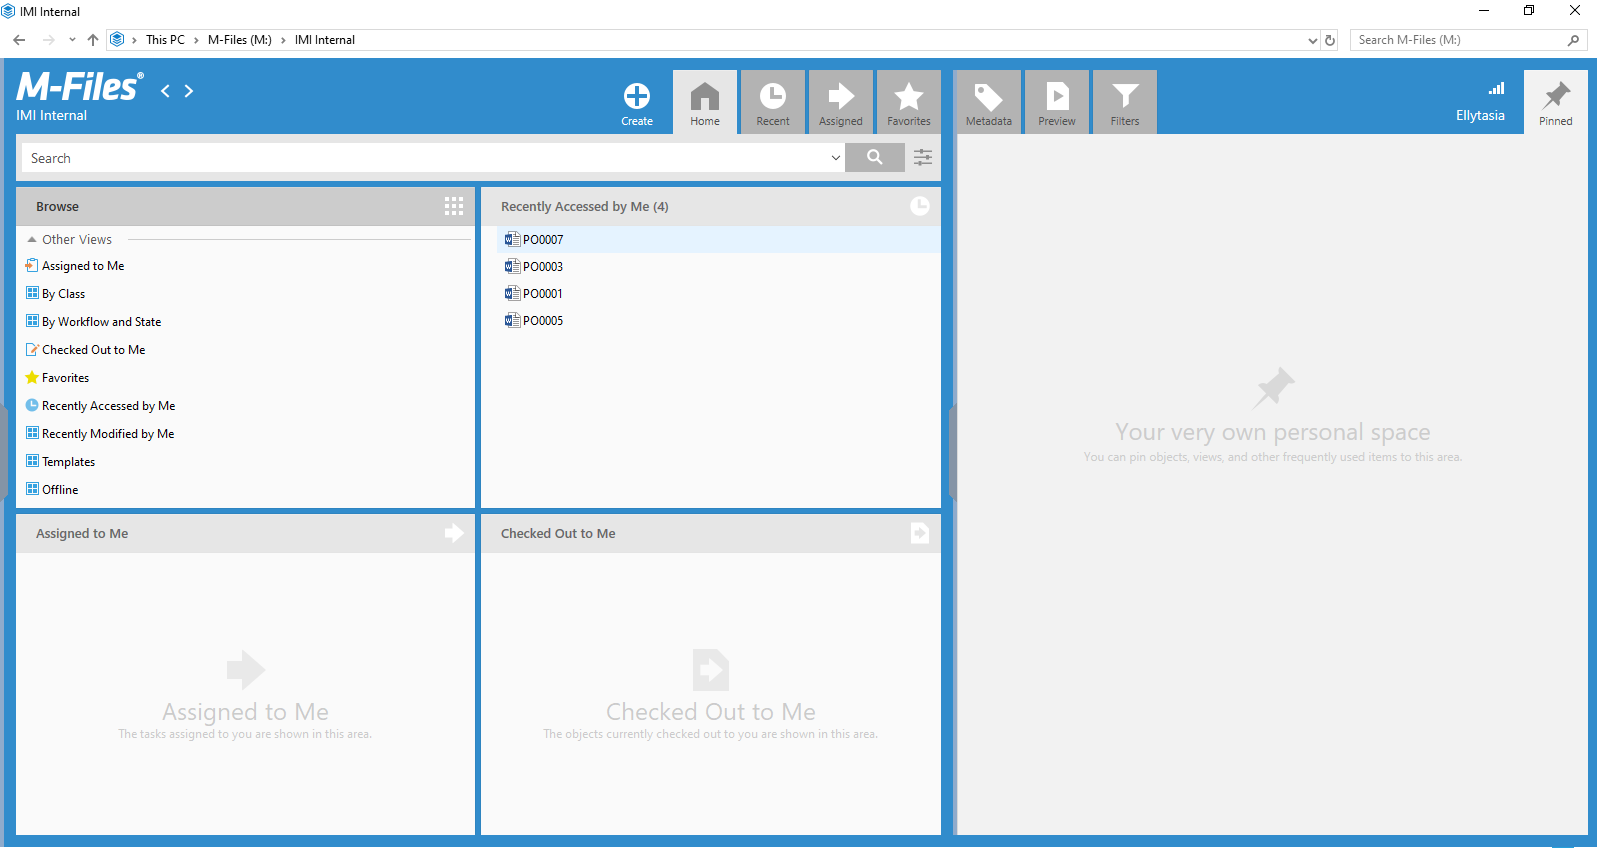 IMI Internal
This PC > M-Files (M:) > IMI Internal
Search M-Files (M:)
M-Files®
IMI Internal
Create
Home
Recent
Assigned
Favorites
Metadata
Preview
Filters
Ellytasia
Pinned
Search
Browse
Other Views
Assigned to Me
By Class
By Workflow and State
Checked Out to Me
Favorites
Recently Accessed by Me
Recently Modified by Me
Templates
Offline
Recently Accessed by Me (4)
PO0007
PO0003
PO0001
PO0005
Your very own personal space
You can pin objects, views, and other frequently used items to this area.
Assigned to Me
Assigned to Me
The tasks assigned to you are shown in this area.
Checked Out to Me
Checked Out to Me
The objects currently checked out to you are shown in this area.